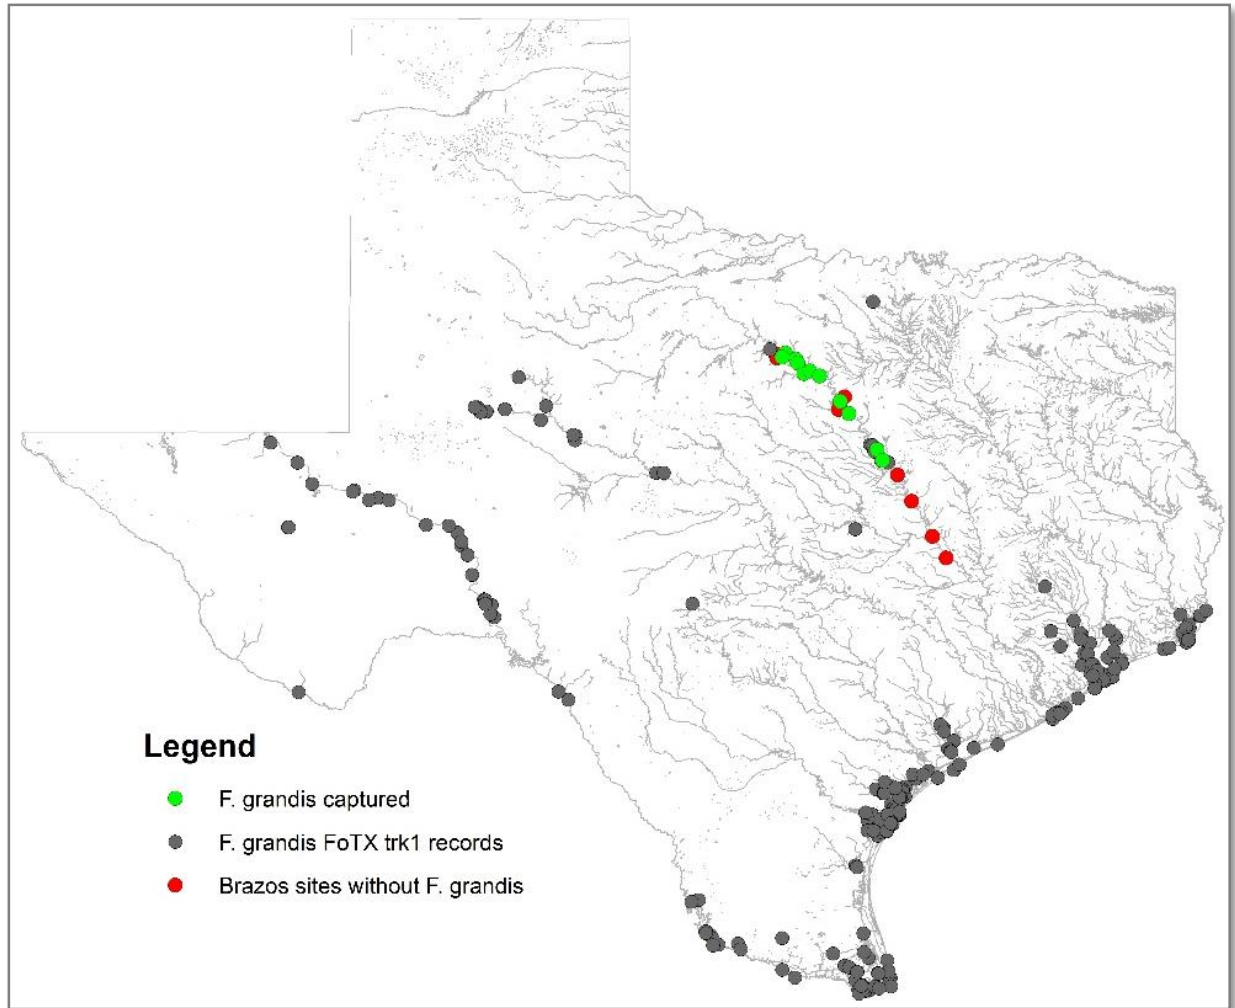 Legend
F. grandis captured
F. grandis FoTX trk1 records
Brazos sites without F. grandis